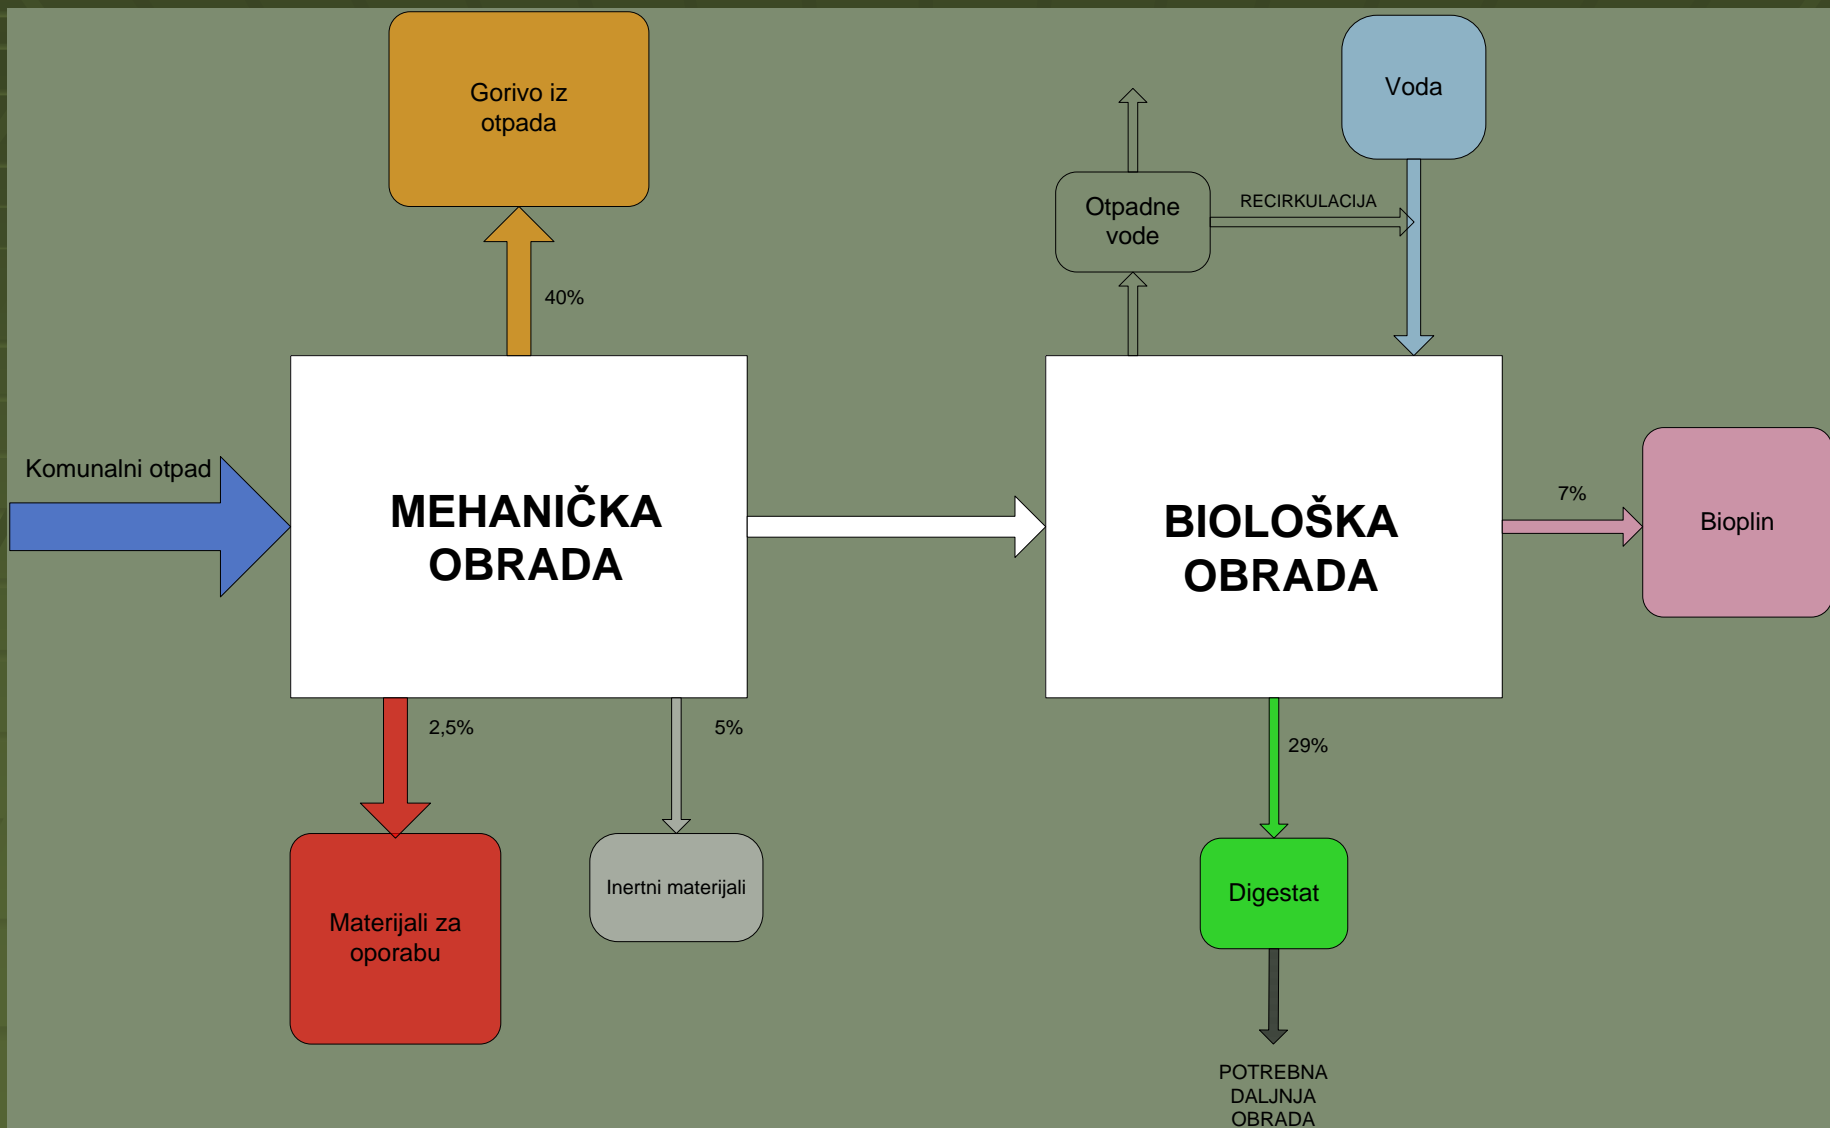 Gorivo iz
otpada
Voda
Otpadne
vode
RECIRKULACIJA
40%
Komunalni otpad
MEHANIČKA
OBRADA
BIOLOŠKA
OBRADA
7%
Bioplin
2,5%
5%
29%
Materijali za
oporabu
Inertni materijali
Digestat
POTREBNA
DALJNJA
OBRADA